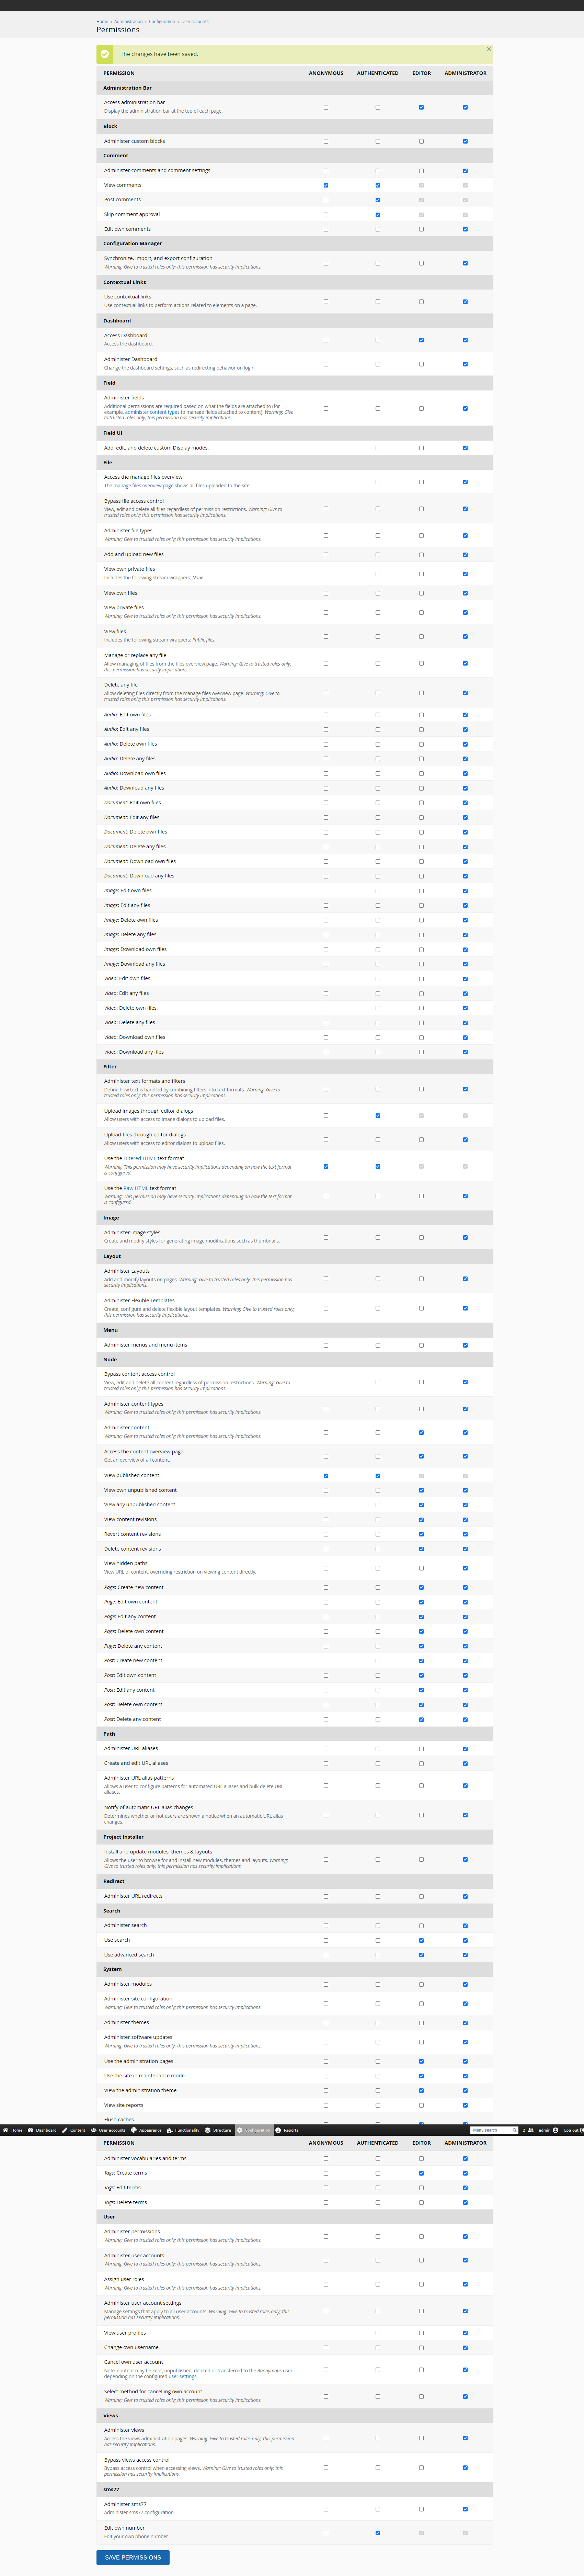 Home › Administration › Configuration › User accounts
Permissions
The changes have been saved.
PERMISSION ANONYMOUS AUTHENTICATED EDITOR ADMINISTRATOR
Administration Bar
Access administration bar
Display the administration bar at the top of each page.
Block
Administer custom blocks
Comment
Administer comments and comment settings
View comments
Post comments
Skip comment approval
Edit own comments
Configuration Manager
Synchronize, import, and export configuration
Warning: Give to trusted roles only; this permission has security implications.
Contextual Links
Use contextual links
Use contextual links to perform actions related to elements on a page.
Dashboard
Access Dashboard
Access the dashboard.
Administer Dashboard
Change the dashboard settings, such as redirecting behavior on login.
Field
Administer fields
Additional permissions are required based on what the fields are attached to (for
example, administer content types to manage fields attached to content). Warning: Give
to trusted roles only; this permission has security implications.
Field UI
Add, edit, and delete custom Display modes.
File
Access the manage files overview
The manage files overview page shows all files uploaded to the site.
Bypass file access control
View, edit and delete all files regardless of permission restrictions. Warning: Give to
trusted roles only; this permission has security implications.
Administer file types
Warning: Give to trusted roles only; this permission has security implications.
Add and upload new files
View own private files
Includes the following stream wrappers: None.
View own files
View private files
Warning: Give to trusted roles only; this permission has security implications.
View files
Includes the following stream wrappers: Public files.
Manage or replace any file
Allow managing of files from the files overview page. Warning: Give to trusted roles only;
this permission has security implications.
Delete any file
Allow deleting files directly from the manage files overview page. Warning: Give to
trusted roles only; this permission has security implications.
Audio: Edit own files
Audio: Edit any files
Audio: Delete own files
Audio: Delete any files
Audio: Download own files
Audio: Download any files
Document: Edit own files
Document: Edit any files
Document: Delete own files
Document: Delete any files
Document: Download own files
Document: Download any files
Image: Edit own files
Image: Edit any files
Image: Delete own files
Image: Delete any files
Image: Download own files
Image: Download any files
Video: Edit own files
Video: Edit any files
Video: Delete own files
Video: Delete any files
Video: Download own files
Video: Download any files
Filter
Administer text formats and filters
Define how text is handled by combining filters into text formats. Warning: Give to
trusted roles only; this permission has security implications.
Upload images through editor dialogs
Allow users with access to image dialogs to upload files.
Upload files through editor dialogs
Allow users with access to editor dialogs to upload files.
Use the Filtered HTML text format
Warning: This permission may have security implications depending on how the text format
is configured.
Use the Raw HTML text format
Warning: This permission may have security implications depending on how the text format
is configured.
Image
Administer image styles
Create and modify styles for generating image modifications such as thumbnails.
Layout
Administer Layouts
Add and modify layouts on pages. Warning: Give to trusted roles only; this permission has
security implications.
Administer Flexible Templates
Create, configure and delete flexible layout templates. Warning: Give to trusted roles only;
this permission has security implications.
Menu
Administer menus and menu items
Node
Bypass content access control
View, edit and delete all content regardless of permission restrictions. Warning: Give to
trusted roles only; this permission has security implications.
Administer content types
Warning: Give to trusted roles only; this permission has security implications.
Administer content
Warning: Give to trusted roles only; this permission has security implications.
Access the content overview page
Get an overview of all content.
View published content
View own unpublished content
View any unpublished content
View content revisions
Revert content revisions
Delete content revisions
View hidden paths
View URL of content, overriding restriction on viewing content directly.
Page: Create new content
Page: Edit own content
Page: Edit any content
Page: Delete own content
Page: Delete any content
Post: Create new content
Post: Edit own content
Post: Edit any content
Post: Delete own content
Post: Delete any content
Path
Administer URL aliases
Create and edit URL aliases
Administer URL alias patterns
Allows a user to configure patterns for automated URL aliases and bulk delete URL
aliases.
Notify of automatic URL alias changes
Determines whether or not users are shown a notice when an automatic URL alias
changes.
Project Installer
Install and update modules, themes & layouts
Allows the user to browse for and install new modules, themes and layouts. Warning:
Give to trusted roles only; this permission has security implications.
Redirect
Administer URL redirects
Search
Administer search
Use search
Use advanced search
System
Administer modules
Administer site configuration
Warning: Give to trusted roles only; this permission has security implications.
Administer themes
Administer software updates
Warning: Give to trusted roles only; this permission has security implications.
Use the administration pages
Use the site in maintenance mode
View the administration theme
View site reports
Flush caches
Home Dashboard Content User accounts Appearance Functionality Structure Reports Menu search 2 admin Log out
PERMISSION ANONYMOUS AUTHENTICATED EDITOR ADMINISTRATOR
Administer vocabularies and terms
Tags: Create terms
Tags: Edit terms
Tags: Delete terms
User
Administer permissions
Warning: Give to trusted roles only; this permission has security implications.
Administer user accounts
Warning: Give to trusted roles only; this permission has security implications.
Assign user roles
Warning: Give to trusted roles only; this permission has security implications.
Administer user account settings
Manage settings that apply to all user accounts. Warning: Give to trusted roles only; this
permission has security implications.
View user profiles
Change own username
Cancel own user account
Note: content may be kept, unpublished, deleted or transferred to the Anonymous user
depending on the configured user settings.
Select method for cancelling own account
Warning: Give to trusted roles only; this permission has security implications.
Views
Administer views
Access the views administration pages. Warning: Give to trusted roles only; this permission
has security implications.
Bypass views access control
Bypass access control when accessing views. Warning: Give to trusted roles only; this
permission has security implications.
sms77
Administer sms77
Administer sms77 configuration
Edit own number
Edit your own phone number
SAVE PERMISSIONS